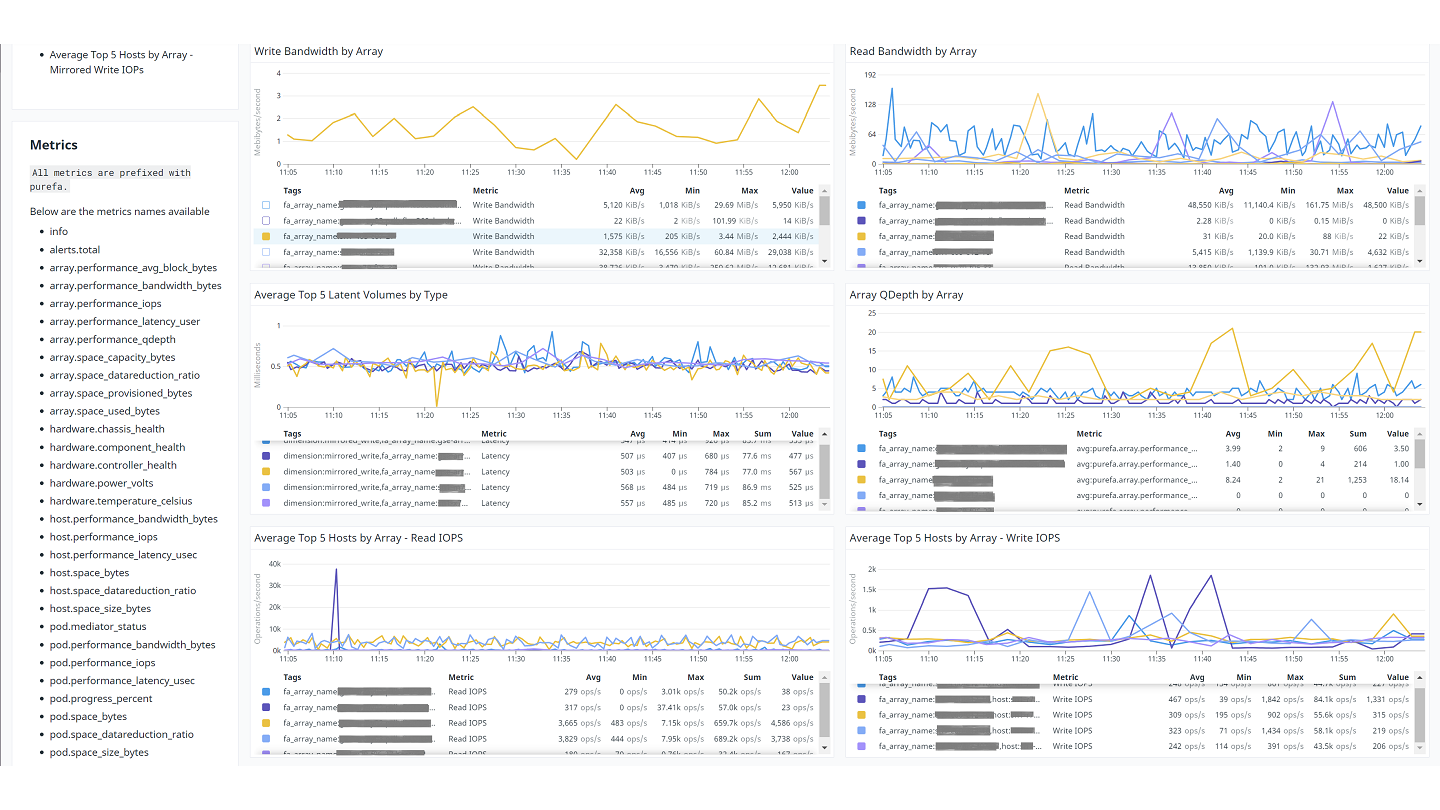 Average Top 5 Hosts by Array -
Mirrored Write IOPs
Metrics
All metrics are prefixed with
purefa.
Below are the metrics names available
info
alerts.total
array.performance_avg_block_bytes
array.performance_bandwidth_bytes
array.performance_iops
array.performance_latency_user
array.performance_qdepth
array.space_capacity_bytes
array.space_datareduction_ratio
array.space_provisioned_bytes
array.space_used_bytes
hardware.chassis_health
hardware.component_health
hardware.controller_health
hardware.power_volts
hardware.temperature_celsius
host.performance_bandwidth_bytes
host.performance_iops
host.performance_latency_usec
host.space_bytes
host.space_datareduction_ratio
host.space_size_bytes
pod.mediator_status
pod.performance_bandwidth_bytes
pod.performance_iops
pod.performance_latency_usec
pod.progress_percent
pod.space_bytes
pod.space_datareduction_ratio
pod.space_size_bytes
Write Bandwidth by Array
Mebibytes/second
4
3
2
1
0
11:05 11:10 11:15 11:20 11:25 11:30 11:35 11:40 11:45 11:50 11:55 12:00
Tags Metric Avg Min Max Value
fa_array_name: ... Write Bandwidth 5,120 KiB/s 1,018 KiB/s 29.69 MiB/s 5,950 KiB/s
fa_array_name: ... Write Bandwidth 22 KiB/s 2 KiB/s 101.99 KiB/s 14 KiB/s
fa_array_name: Write Bandwidth 1,575 KiB/s 205 KiB/s 3.44 MiB/s 2,444 KiB/s
fa_array_name: Write Bandwidth 32,358 KiB/s 16,556 KiB/s 60.84 MiB/s 29,038 KiB/s
fa_array_name: Write Bandwidth
Read Bandwidth by Array
Mebibytes/second
192
128
64
0
11:05 11:10 11:15 11:20 11:25 11:30 11:35 11:40 11:45 11:50 11:55 12:00
Tags Metric Avg Min Max Value
fa_array_name: ... Read Bandwidth 48,550 KiB/s 11,140.4 KiB/s 161.75 MiB/s 48,500 KiB/s
fa_array_name: ... Read Bandwidth 2.28 KiB/s 0 KiB/s 0.15 MiB/s 0 KiB/s
fa_array_name: Read Bandwidth 31 KiB/s 20.0 KiB/s 88 KiB/s 22 KiB/s
fa_array_name: Read Bandwidth 5,415 KiB/s 1,139.9 KiB/s 30.71 MiB/s 4,632 KiB/s
fa_array_name: Read Bandwidth
Average Top 5 Latent Volumes by Type
Milliseconds
1
0.5
0
11:05 11:10 11:15 11:20 11:25 11:30 11:35 11:40 11:45 11:50 11:55 12:00
Tags Metric Avg Min Max Sum Value
dimension:mirrored_write,fa_array_name: Latency
dimension:mirrored_write,fa_array_name: ... Latency 507 µs 407 µs 680 µs 77.6 ms 477 µs
dimension:mirrored_write,fa_array_name: ... Latency 503 µs 0 µs 784 µs 77.0 ms 567 µs
dimension:mirrored_write,fa_array_name: ... Latency 568 µs 484 µs 719 µs 86.9 ms 525 µs
dimension:mirrored_write,fa_array_name: ... Latency 557 µs 485 µs 720 µs 85.2 ms 513 µs
Array QDepth by Array
25
20
15
10
5
0
11:05 11:10 11:15 11:20 11:25 11:30 11:35 11:40 11:45 11:50 11:55 12:00
Tags Metric Avg Min Max Sum Value
fa_array_name: avg:purefa.array.performance_... 3.99 2 9 606 3.50
fa_array_name: avg:purefa.array.performance_... 1.40 0 4 214 1.00
fa_array_name: avg:purefa.array.performance_... 8.24 2 21 1,253 18.14
fa_array_name: avg:purefa.array.performance_... 0 0 0 0 0
Average Top 5 Hosts by Array - Read IOPS
Operations/second
40k
30k
20k
10k
0k
11:05 11:10 11:15 11:20 11:25 11:30 11:35 11:40 11:45 11:50 11:55 12:00
Tags Metric Avg Min Max Sum Value
fa_array_name: ... Read IOPS 279 ops/s 0 ops/s 3.01k ops/s 50.2k ops/s 38 ops/s
fa_array_name: ... Read IOPS 317 ops/s 0 ops/s 37.41k ops/s 57.0k ops/s 23 ops/s
fa_array_name: ... Read IOPS 3,665 ops/s 483 ops/s 7.15k ops/s 659.7k ops/s 4,586 ops/s
fa_array_name: ... Read IOPS 3,829 ops/s 444 ops/s 7.95k ops/s 689.2k ops/s 3,738 ops/s
Average Top 5 Hosts by Array - Write IOPS
Operations/second
2k
1.5k
1k
0.5k
0k
11:05 11:10 11:15 11:20 11:25 11:30 11:35 11:40 11:45 11:50 11:55 12:00
Tags Metric Avg Min Max Sum Value
fa_array_name: ,host: ... Write IOPS 467 ops/s 39 ops/s 1,842 ops/s 84.1k ops/s 1,331 ops/s
fa_array_name: ,host: ... Write IOPS 309 ops/s 195 ops/s 902 ops/s 55.6k ops/s 315 ops/s
fa_array_name: ,host: ... Write IOPS 323 ops/s 71 ops/s 1,434 ops/s 58.1k ops/s 219 ops/s
fa_array_name: ,host: ... Write IOPS 242 ops/s 114 ops/s 391 ops/s 43.5k ops/s 206 ops/s